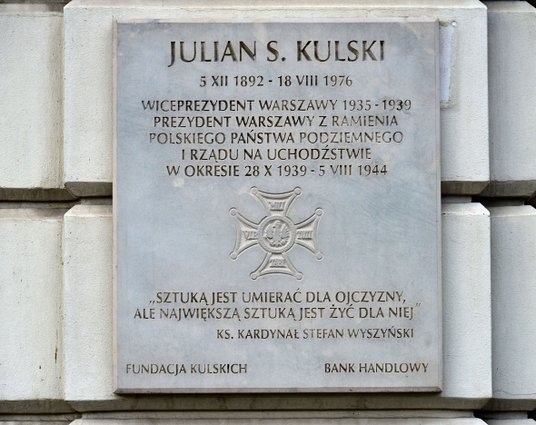 JULIAN S. KULSKI
5 XII 1892 - 18 VIII 1976
WICEPREZYDENT WARSZAWY 1935 - 1939
PREZYDENT WARSZAWY Z RAMIENIA
POLSKIEGO PAŃSTWA PODZIEMNEGO
I RZĄDU NA UCHODŹSTWIE
W OKRESIE 28 X 1939 - 5 VIII 1944
„SZTUKĄ JEST UMIERAĆ DLA OJCZYZNY,
ALE NAJWIĘKSZĄ SZTUKĄ JEST ŻYĆ DLA NIEJ"
KS. KARDYNAŁ STEFAN WYSZYŃSKI
FUNDACJA KULSKICH BANK HANDLOWY